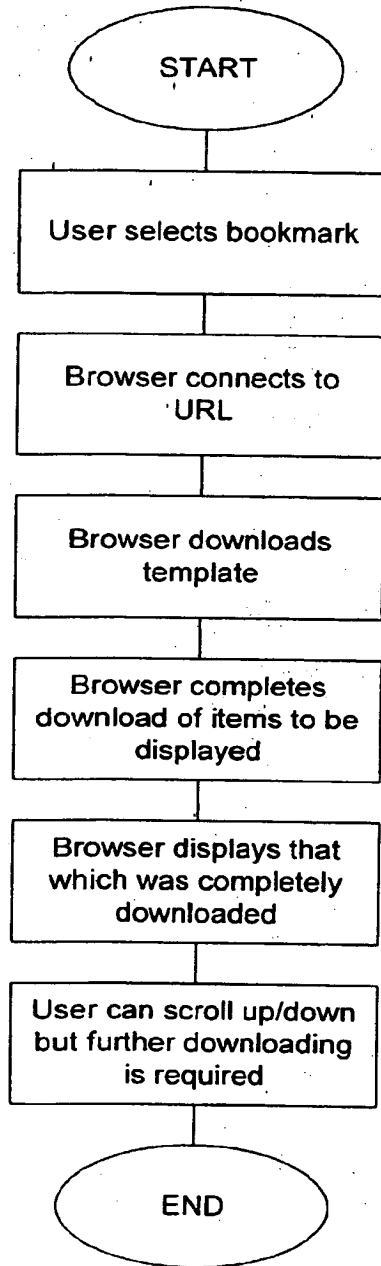 START
User selects bookmark
Browser connects to
URL
Browser downloads
template
Browser completes
download of items to be
displayed
Browser displays that
which was completely
downloaded
User can scroll up/down
but further downloading
is required
END